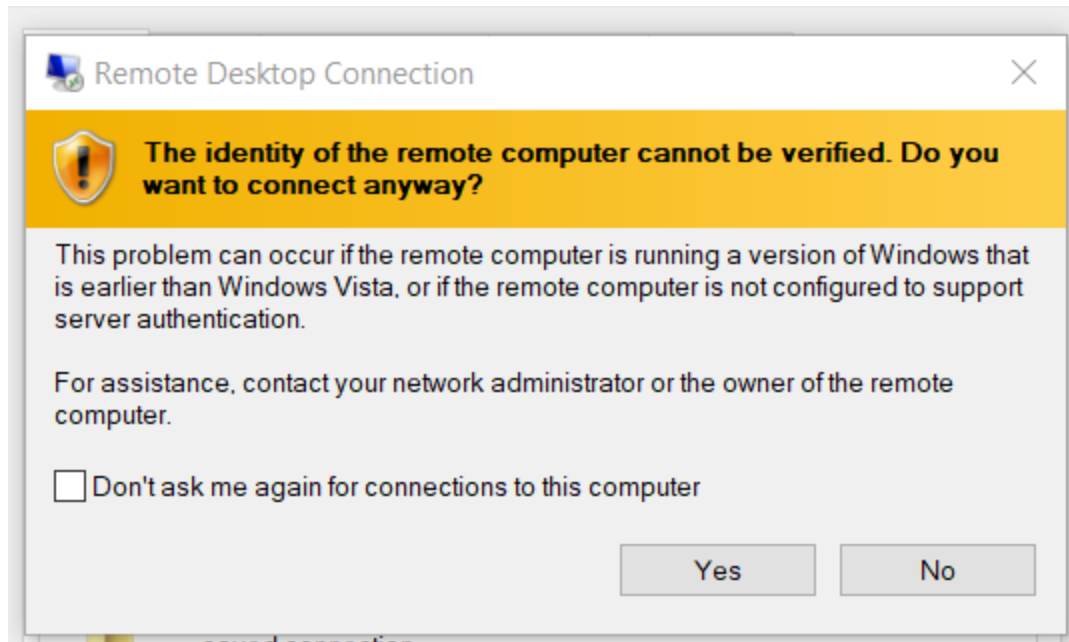 Remote Desktop Connection
The identity of the remote computer cannot be verified. Do you
want to connect anyway?
This problem can occur if the remote computer is running a version of Windows that
is earlier than Windows Vista, or if the remote computer is not configured to support
server authentication.
For assistance, contact your network administrator or the owner of the remote
computer.
Don't ask me again for connections to this computer
Yes No
saved connection